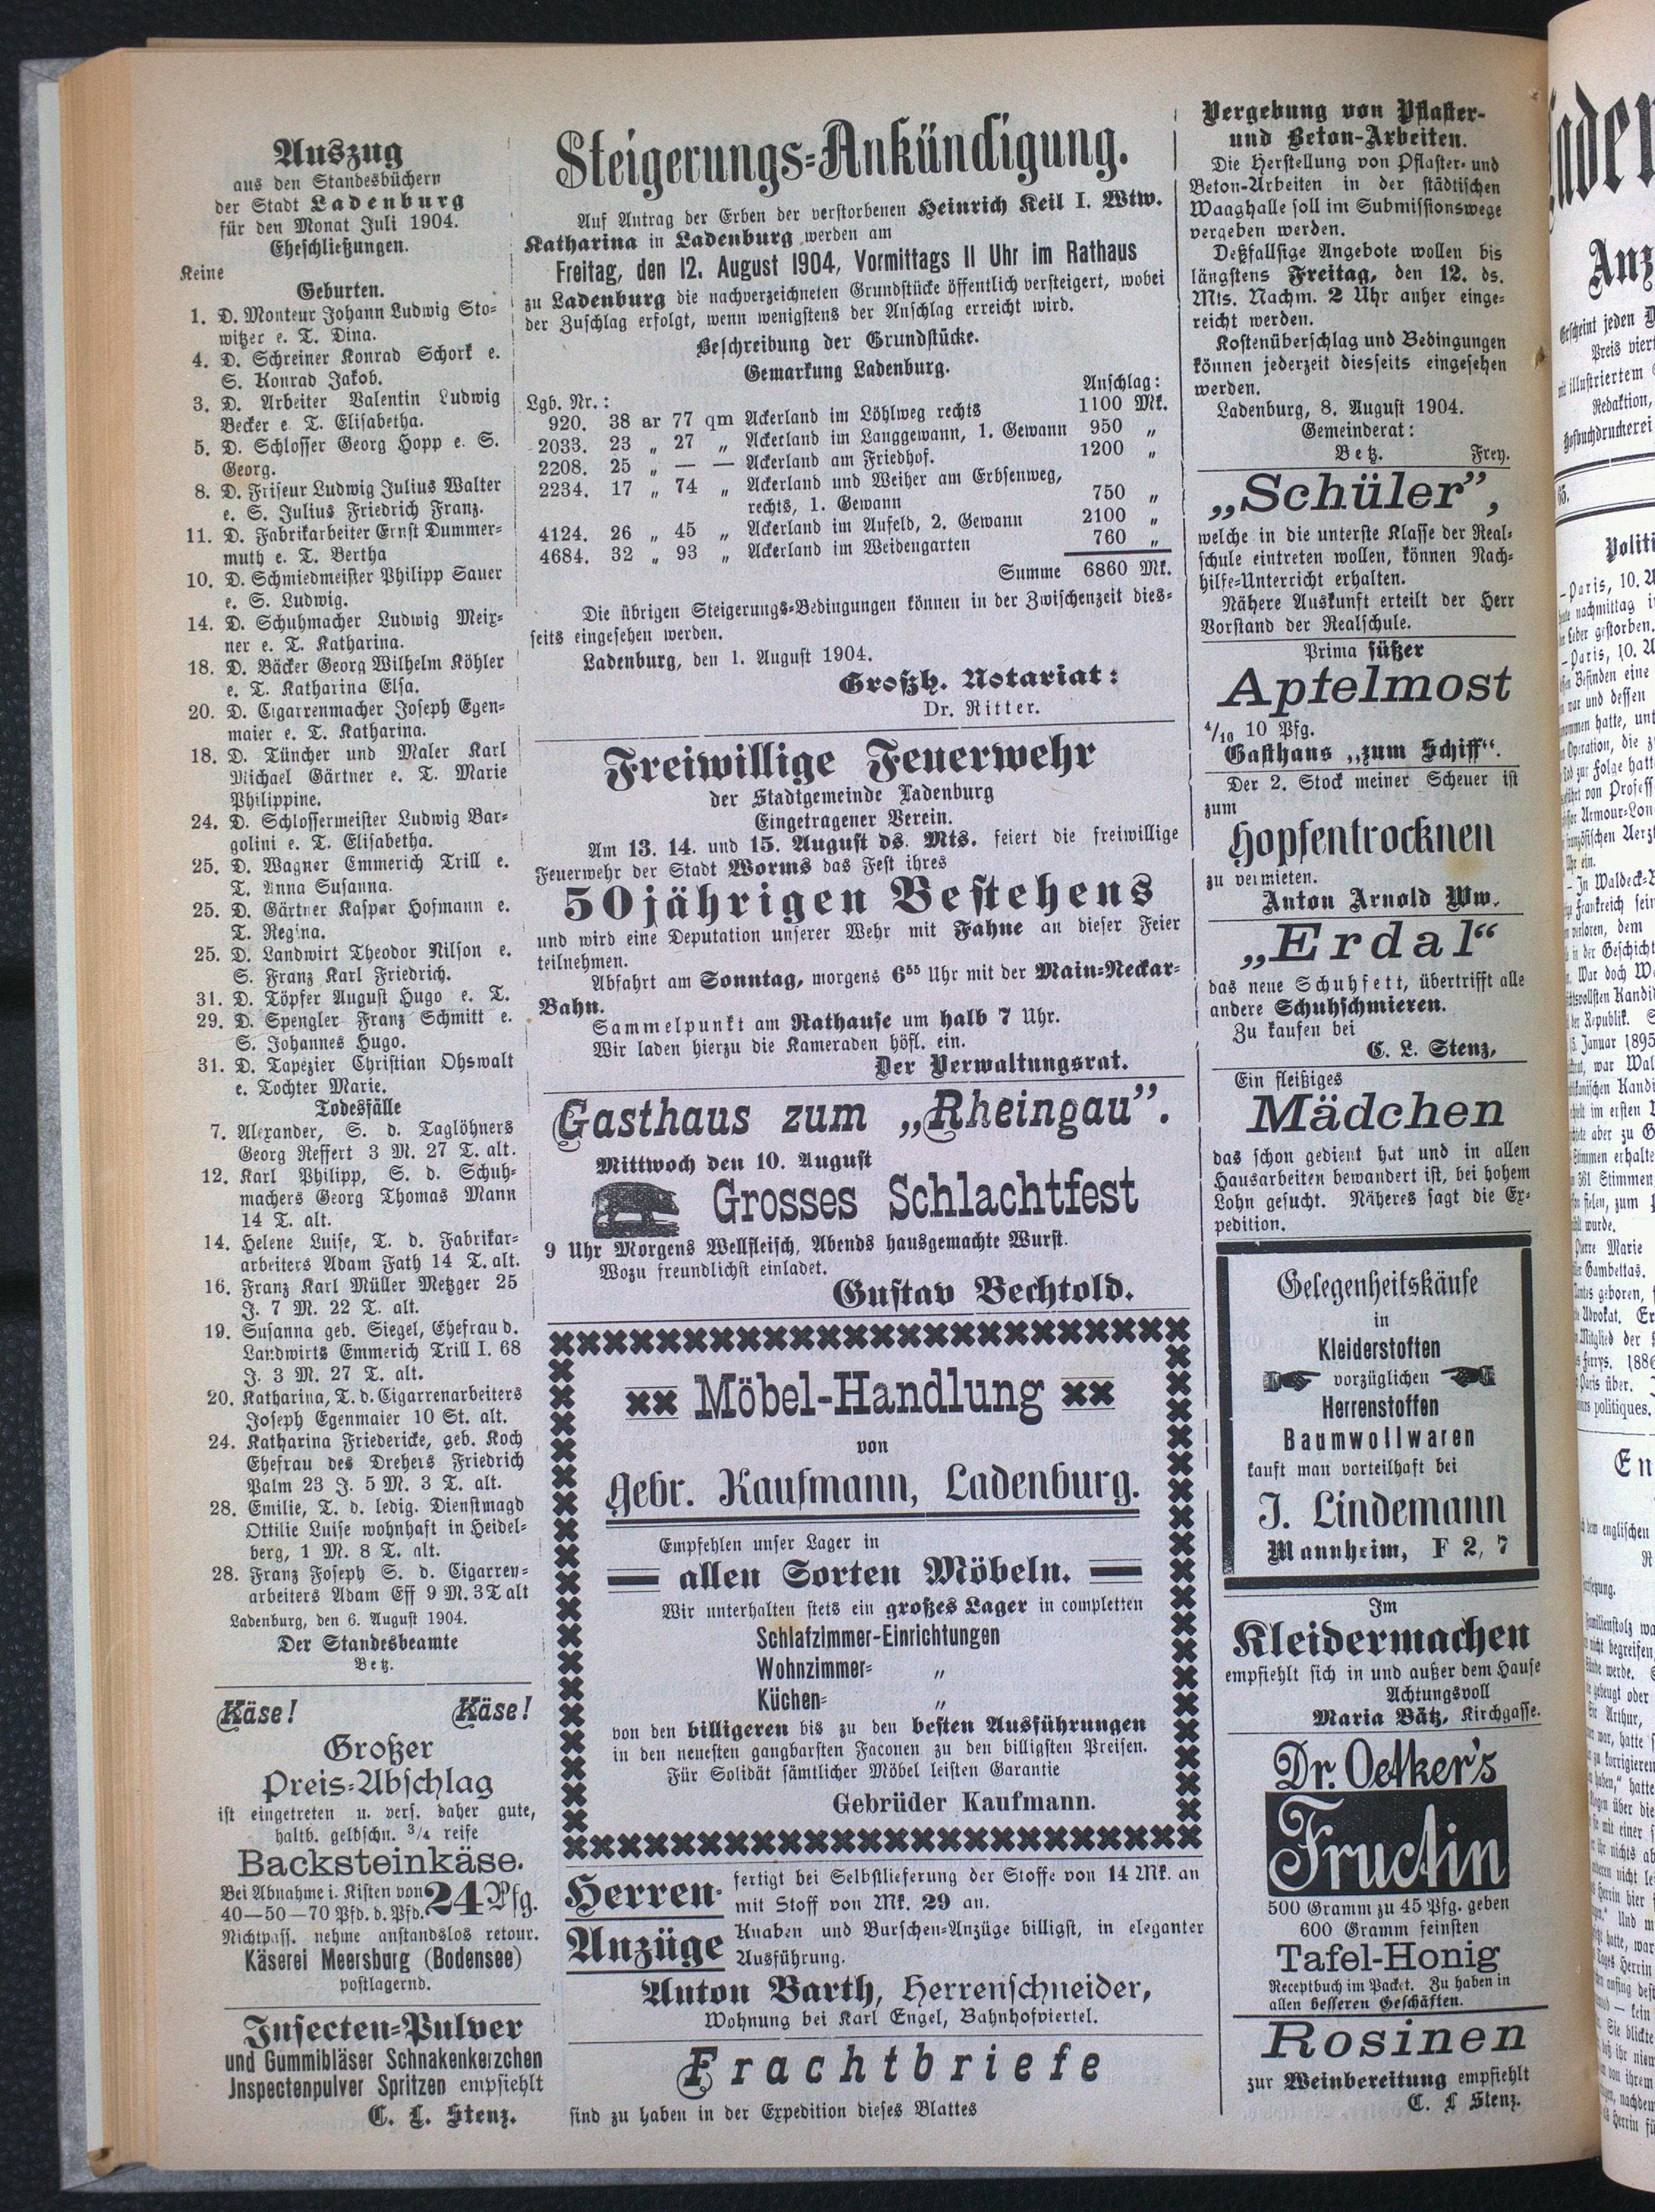 Auszug
aus den Standesbüchern
der Stadt Ladenburg
für den Monat Juli 1904.
Eheschließungen.
Keine
Geburten.
1. D. Monteur Johann Ludwig Sto-
witzer e. T. Dina.
4. D. Schreiner Konrad Schork e.
S. Konrad Jakob.
3. D. Arbeiter Valentin Ludwig
Becker e. T. Elisabetha.
5. D. Schlosser Georg Hopp e. S.
Georg.
8. D. Friseur Ludwig Julius Walter
e. S. Julius Friedrich Franz.
11. D. Fabrikarbeiter Ernst Dummer-
muth e. T. Bertha
10. D. Schmiedmeister Philipp Sauer
e. S. Ludwig.
14. D. Schuhmacher Ludwig Meix-
ner e. T. Katharina.
18. D. Bäcker Georg Wilhelm Köhler
e. T. Katharina Elsa.
20. D. Cigarrenmacher Joseph Egen-
maier e. T. Katharina.
18. D. Tüncher und Maler Karl
Michael Gärtner e. T. Marie
Philippine.
24. D. Schlossermeister Ludwig Bar-
golini e. T. Elisabetha.
25. D. Wagner Emmerich Trill e.
T. Anna Susanna.
25. D. Gärtner Kaspar Hofmann e.
T. Regina.
25. D. Landwirt Theodor Nilson e.
S. Franz Karl Friedrich.
31. D. Töpfer August Hugo e. T.
29. D. Spengler Franz Schmitt e.
S. Johannes Hugo.
31. D. Tapezier Christian Ohswalt
e. Tochter Marie.
Todesfälle
7. Alexander, S. d. Taglöhners
Georg Neffert 3 M. 27 T. alt.
12. Karl Philipp, S. d. Schuh-
machers Georg Thomas Mann
14 T. alt.
14. Helene Luise, T. d. Fabrikar-
arbeiters Adam Fath 14 T. alt.
16. Franz Karl Müller Metzger 25
J. 7 M. 22 T. alt.
19. Susanna geb. Siegel, Ehefrau d.
Landwirts Emmerich Trill I. 68
J. 3 M. 27 T. alt.
20. Katharina, T. d. Cigarrenarbeiters
Joseph Egenmaier 10 St. alt.
24. Katharina Friedericke, geb. Koch
Ehefrau des Drehers Friedrich
Palm 23 J. 5 M. 3 T. alt.
28. Emilie, T. d. ledig. Dienstmagd
Ottilie Luise wohnhaft in Heidel-
berg, 1 M. 8 T. alt.
28. Franz Joseph S. d. Cigarren-
arbeiters Adam Eff 9 M. 3 T alt
Ladenburg, den 6. August 1904.
Der Standesbeamte
Betz.
Käse! Käse!
Großer
Preis-Abschlag
ist eingetreten u. vers. daher gute,
haltb. gelbschn. 3/4 reife
Backsteinkäse.
Bei Abnahme i. Kisten von
40—50—70 Pfd. d. Pfd. 24 Pfg.
Nichtpass. nehme anstandslos retour.
Käserei Meersburg (Bodensee)
postlagernd.
Insecten-Pulver
und Gummibläser Schnakenkerzchen
Inspectenpulver Spritzen empfiehlt
C. L. Stenz.
Steigerungs-Ankündigung.
Auf Antrag der Erben der verstorbenen Heinrich Keil I. Wtw.
Katharina in Ladenburg werden am
Freitag, den 12. August 1904, Vormittags 11 Uhr im Rathaus
zu Ladenburg die nachverzeichneten Grundstücke öffentlich versteigert, wobei
der Zuschlag erfolgt, wenn wenigstens der Anschlag erreicht wird.
Beschreibung der Grundstücke.
Gemarkung Ladenburg.
Lgb. Nr.: Anschlag:
920. 38 ar 77 qm Ackerland im Löhlweg rechts 1100 Mk.
2033. 23 „ 27 „ Ackerland im Langgewann, 1. Gewann 950 „
2208. 25 „ — — Ackerland am Friedhof. 1200 „
2234. 17 „ 74 „ Ackerland und Weiher am Erbsenweg,
rechts, 1. Gewann 750 „
4124. 26 „ 45 „ Ackerland im Aufeld, 2. Gewann 2100 „
4684. 32 „ 93 „ Ackerland im Weidengarten 760 „
Summe 6860 Mk.
Die übrigen Steigerungs-Bedingungen können in der Zwischenzeit dies-
seits eingesehen werden.
Ladenburg, den 1. August 1904.
Großh. Notariat:
Dr. Ritter.
Freiwillige Feuerwehr
der Stadtgemeinde Ladenburg
Eingetragener Verein.
Am 13. 14. und 15. August ds. Mts. feiert die freiwillige
Feuerwehr der Stadt Worms das Fest ihres
50jährigen Bestehens
und wird eine Deputation unserer Wehr mit Fahne an dieser Feier
teilnehmen.
Abfahrt am Sonntag, morgens 6⁵⁵ Uhr mit der Main-Neckar-
Bahn.
Sammelpunkt am Rathause um halb 7 Uhr.
Wir laden hierzu die Kameraden höfl. ein.
Der Verwaltungsrat.
Gasthaus zum „Rheingau”.
Mittwoch den 10. August
Grosses Schlachtfest
9 Uhr Morgens Wellfleisch, Abends hausgemachte Wurst.
Wozu freundlichst einladet.
Gustav Bechtold.
Möbel-Handlung
von
Gebr. Kaufmann, Ladenburg.
Empfehlen unser Lager in
allen Sorten Möbeln.
Wir unterhalten stets ein großes Lager in completten
Schlafzimmer-Einrichtungen
Wohnzimmer- „
Küchen- „
von den billigeren bis zu den besten Ausführungen
in den neuesten gangbarsten Faconen zu den billigsten Preisen.
Für Solidät sämtlicher Möbel leisten Garantie
Gebrüder Kaufmann.
Herren-
Anzüge
fertigt bei Selbstlieferung der Stoffe von 14 Mk. an
mit Stoff von Mk. 29 an.
Knaben und Burschen-Anzüge billigst, in eleganter
Ausführung.
Anton Barth, Herrenschneider,
Wohnung bei Karl Engel, Bahnhofviertel.
Frachtbriefe
sind zu haben in der Expedition dieses Blattes
Vergebung von Pflaster-
und Beton-Arbeiten.
Die Herstellung von Pflaster- und
Beton-Arbeiten in der städtischen
Waaghalle soll im Submissionswege
vergeben werden.
Deßfallsige Angebote wollen bis
längstens Freitag, den 12. ds.
Mts. Nachm. 2 Uhr anher einge-
reicht werden.
Kostenüberschlag und Bedingungen
können jederzeit diesseits eingesehen
werden.
Ladenburg, 8. August 1904.
Gemeinderat:
Betz. Frey.
„Schüler”,
welche in die unterste Klasse der Real-
schule eintreten wollen, können Nach-
hilfe-Unterricht erhalten.
Nähere Auskunft erteilt der Herr
Vorstand der Realschule.
Prima süßer
Apfelmost
4/10 10 Pfg.
Gasthaus „zum Schiff“.
Der 2. Stock meiner Scheuer ist
zum
Hopfentrocknen
zu vermieten.
Anton Arnold Ww.
„Erdal“
das neue Schuhfett, übertrifft alle
andere Schuhschmieren.
Zu kaufen bei
C. L. Stenz,
Ein fleißiges
Mädchen
das schon gedient hat und in allen
Hausarbeiten bewandert ist, bei hohem
Lohn gesucht. Näheres sagt die Ex-
pedition.
Gelegenheitskäufe
in
Kleiderstoffen
vorzüglichen
Herrenstoffen
Baumwollwaren
kauft man vorteilhaft bei
J. Lindemann
Mannheim, F 2, 7
Im
Kleidermachen
empfiehlt sich in und außer dem Hause
Achtungsvoll
Maria Bätz, Kirchgasse.
Dr. Oetker's
Fructin
500 Gramm zu 45 Pfg. geben
600 Gramm feinsten
Tafel-Honig
Receptbuch im Packet. Zu haben in
allen besseren Geschäften.
Rosinen
zur Weinbereitung empfiehlt
C. L Stenz.